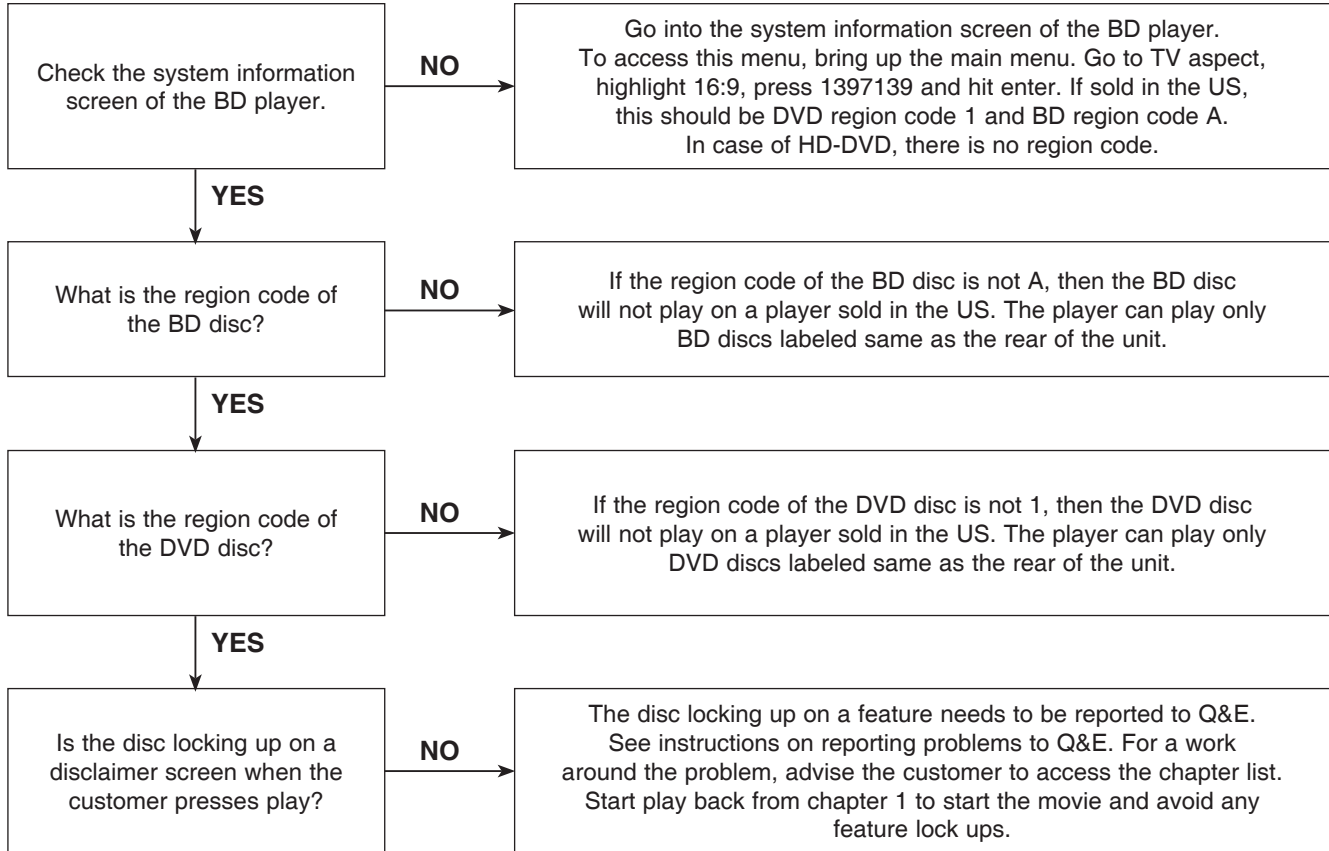 Check the system information
screen of the BD player.
NO
Go into the system information screen of the BD player.
To access this menu, bring up the main menu. Go to TV aspect,
highlight 16:9, press 1397139 and hit enter. If sold in the US,
this should be DVD region code 1 and BD region code A.
In case of HD-DVD, there is no region code.
YES
What is the region code of
the BD disc?
NO
If the region code of the BD disc is not A, then the BD disc
will not play on a player sold in the US. The player can play only
BD discs labeled same as the rear of the unit.
YES
What is the region code of
the DVD disc?
NO
If the region code of the DVD disc is not 1, then the DVD disc
will not play on a player sold in the US. The player can play only
DVD discs labeled same as the rear of the unit.
YES
Is the disc locking up on a
disclaimer screen when the
customer presses play?
NO
The disc locking up on a feature needs to be reported to Q&E.
See instructions on reporting problems to Q&E. For a work
around the problem, advise the customer to access the chapter list.
Start play back from chapter 1 to start the movie and avoid any
feature lock ups.